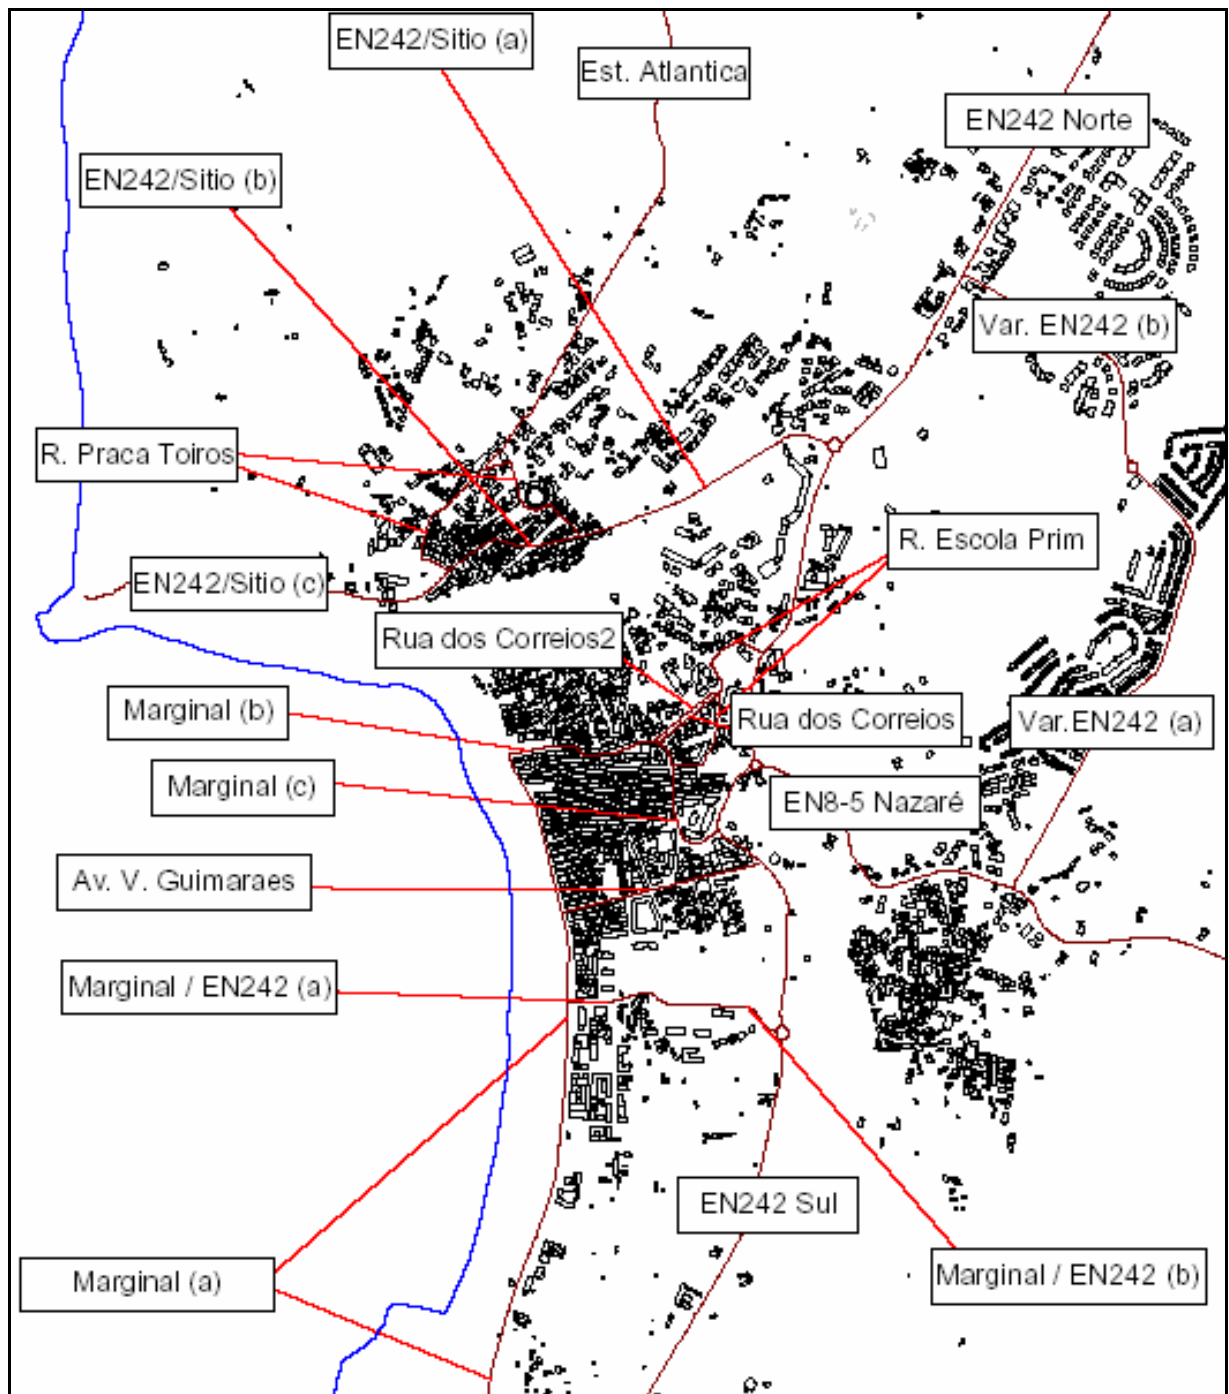 EN242/Sitio (a)
Est. Atlantica
EN242 Norte
EN242/Sitio (b)
Var. EN242 (b)
R. Praca Toiros
R. Escola Prim
EN242/Sitio (c)
Rua dos Correios2
Marginal (b)
Rua dos Correios
Var.EN242 (a)
Marginal (c)
EN8-5 Nazaré
Av. V. Guimaraes
Marginal / EN242 (a)
EN242 Sul
Marginal (a)
Marginal / EN242 (b)